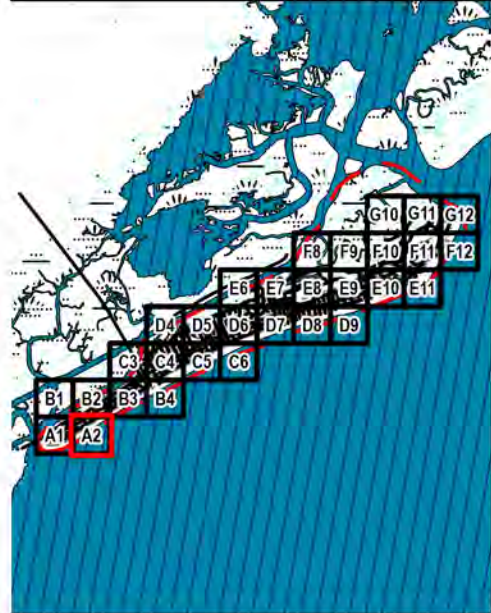 G10 G11 G12
F8 F9 F10 F11 F12
E6 E7 E8 E9 E10 E11
D4 D5 D6 D7 D8 D9
C3 C4 C5 C6
B1 B2 B3 B4
A1 A2